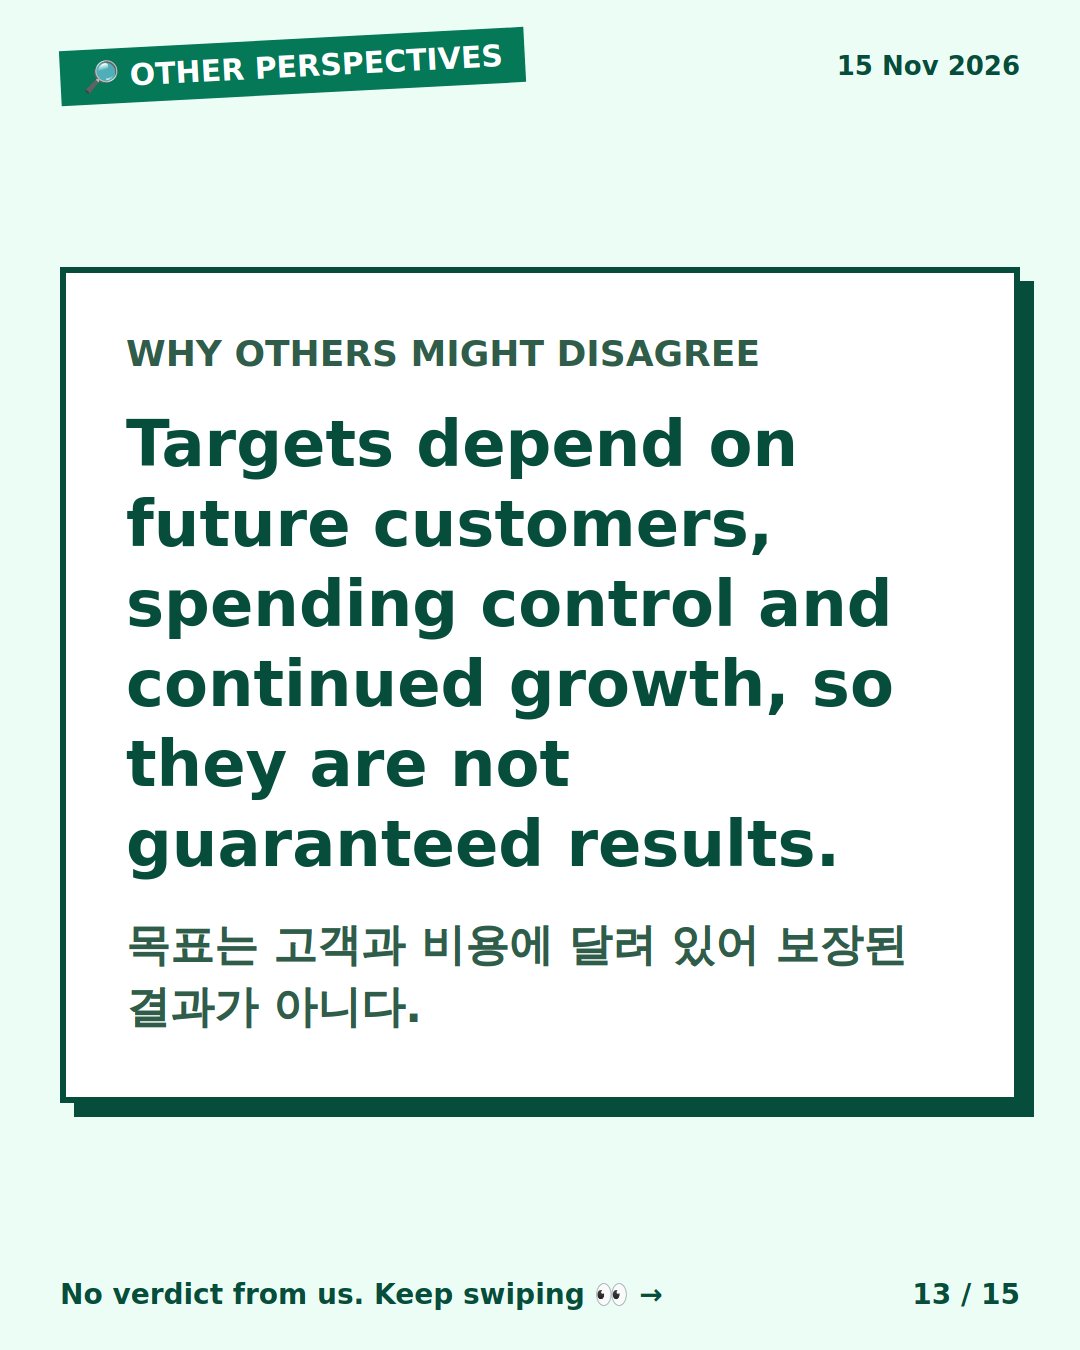 🔎 OTHER PERSPECTIVES
15 Nov 2026
WHY OTHERS MIGHT DISAGREE
Targets depend on
future customers,
spending control and
continued growth, so
they are not
guaranteed results.
목표는 고객과 비용에 달려 있어 보장된
결과가 아니다.
No verdict from us. Keep swiping 👀 →
13 / 15